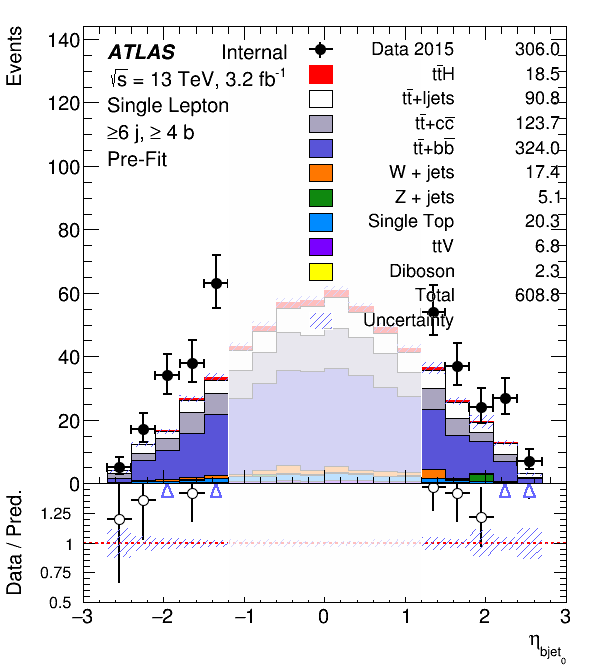 Events
140
120
100
80
60
40
20
0
ATLAS Internal
√s = 13 TeV, 3.2 fb⁻¹
Single Lepton
≥6 j, ≥ 4 b
Pre-Fit
Data 2015 306.0
tt̄H 18.5
tt̄+ljets 90.8
tt̄+cc̄ 123.7
tt̄+bb̄ 324.0
W + jets 17.4
Z + jets 5.1
Single Top 20.3
ttV 6.8
Diboson 2.3
Total 608.8
Uncertainty
Data / Pred.
1.25
1
0.75
0.5
−3 −2 −1 0 1 2 3
η_bjet₀